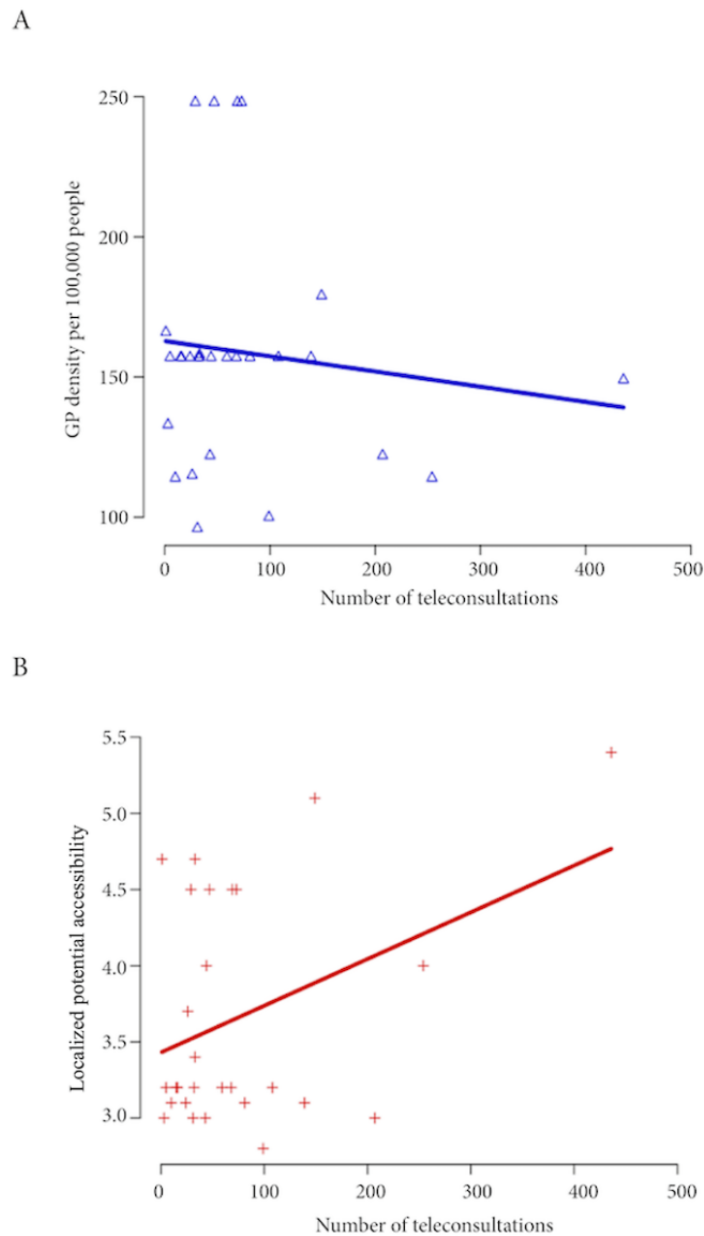 A
250
200
150
100
GP density per 100,000 people
0 100 200 300 400 500
Number of teleconsultations
B
5.5
5.0
4.5
4.0
3.5
3.0
Localized potential accessibility
0 100 200 300 400 500
Number of teleconsultations